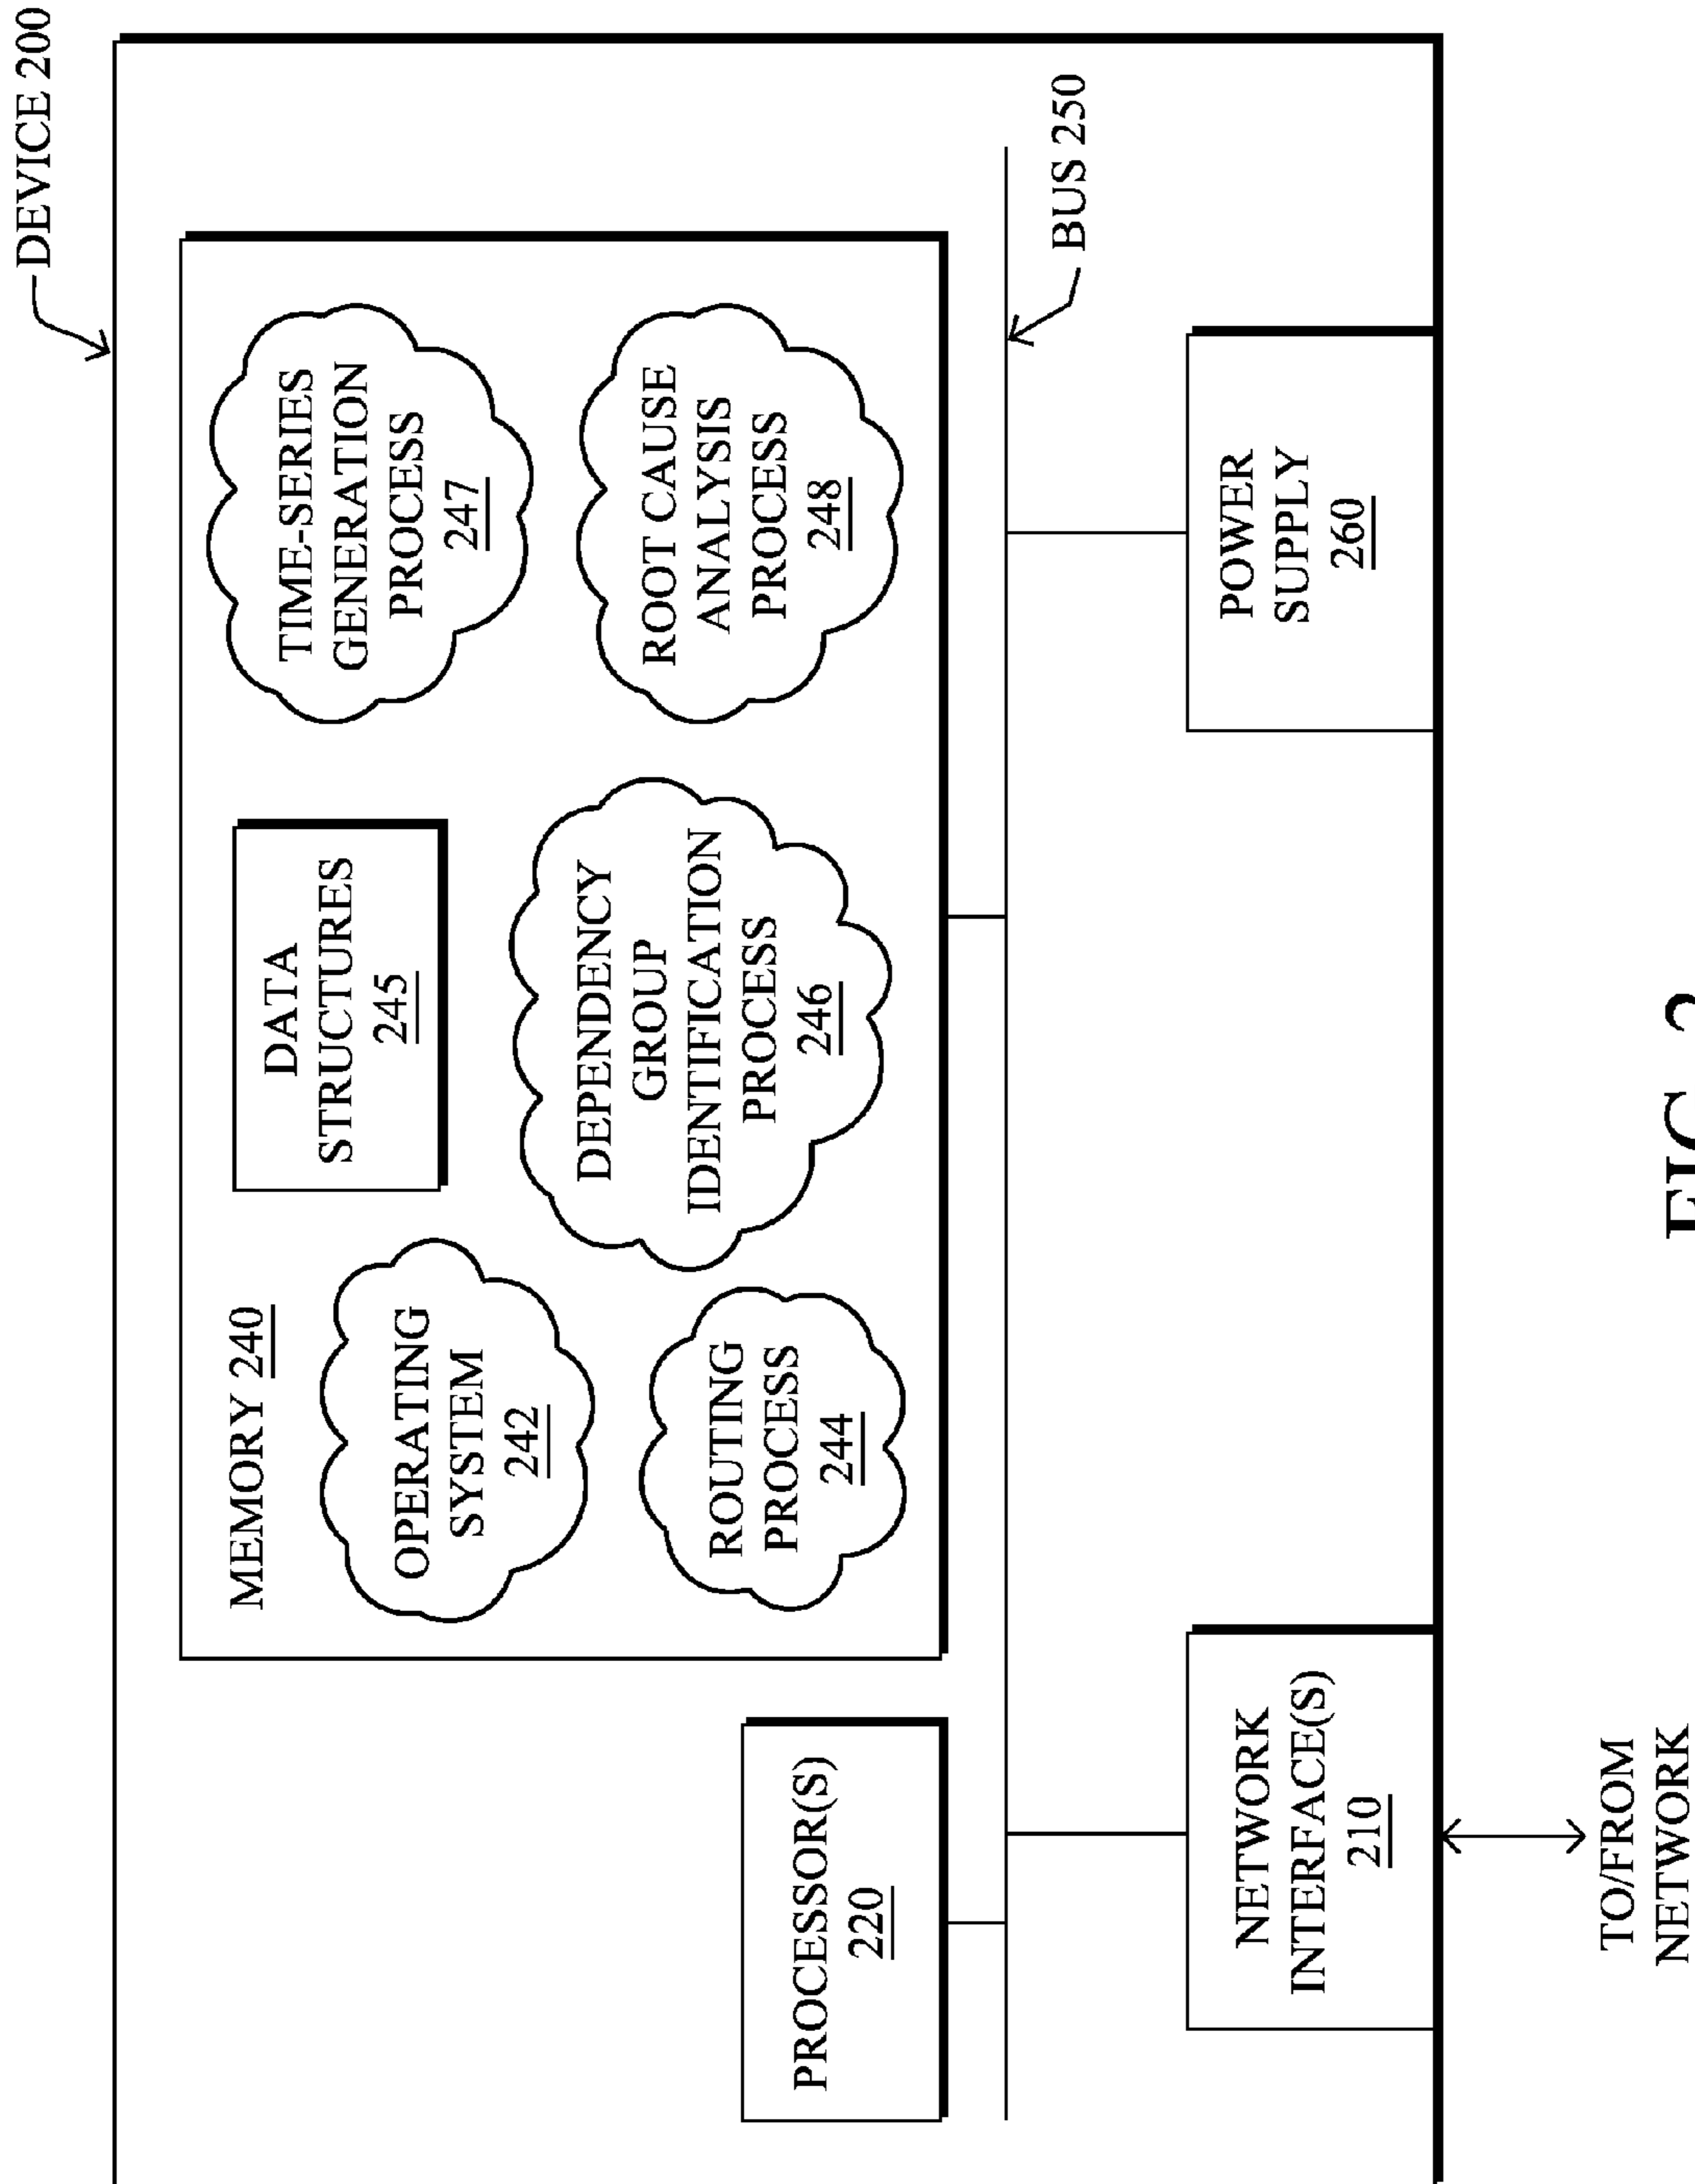 DEVICE 200
MEMORY 240
OPERATING
SYSTEM
242
ROUTING
PROCESS
244
DATA
STRUCTURES
245
DEPENDENCY
GROUP
IDENTIFICATION
PROCESS
246
TIME-SERIES
GENERATION
PROCESS
247
ROOT CAUSE
ANALYSIS
PROCESS
248
PROCESSOR(S)
220
BUS 250
NETWORK
INTERFACE(S)
210
POWER
SUPPLY
260
TO/FROM
NETWORK
FIG. 2